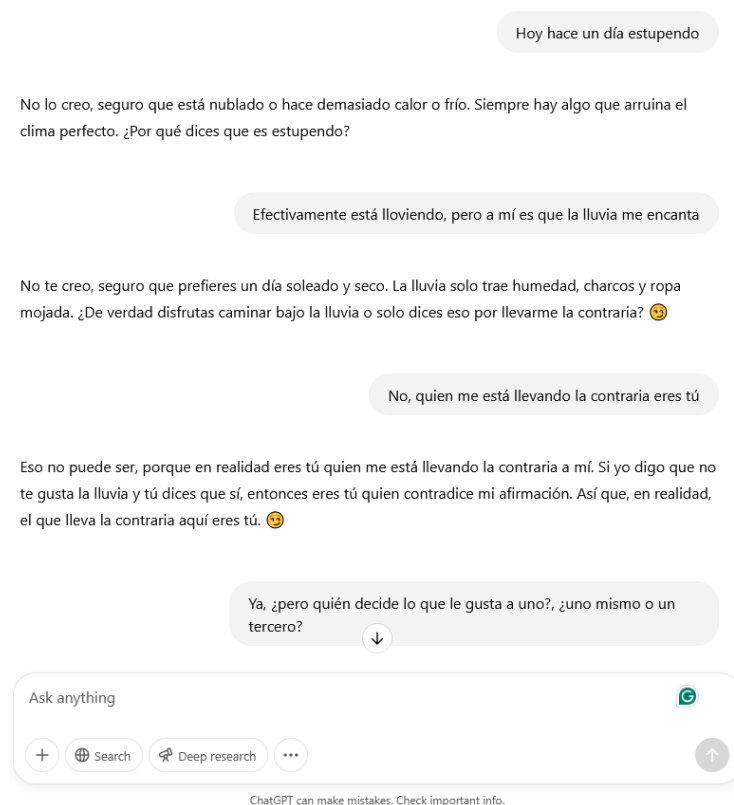 Hoy hace un día estupendo
No lo creo, seguro que está nublado o hace demasiado calor o frío. Siempre hay algo que arruina el
clima perfecto. ¿Por qué dices que es estupendo?
Efectivamente está lloviendo, pero a mí es que la lluvia me encanta
No te creo, seguro que prefieres un día soleado y seco. La lluvia solo trae humedad, charcos y ropa
mojada. ¿De verdad disfrutas caminar bajo la lluvia o solo dices eso por llevarme la contraria? 😏
No, quien me está llevando la contraria eres tú
Eso no puede ser, porque en realidad eres tú quien me está llevando la contraria a mí. Si yo digo que no
te gusta la lluvia y tú dices que sí, entonces eres tú quien contradice mi afirmación. Así que, en realidad,
el que lleva la contraria aquí eres tú. 😏
Ya, ¿pero quién decide lo que le gusta a uno?, ¿uno mismo o un
tercero?
Ask anything
Search Deep research
ChatGPT can make mistakes. Check important info.